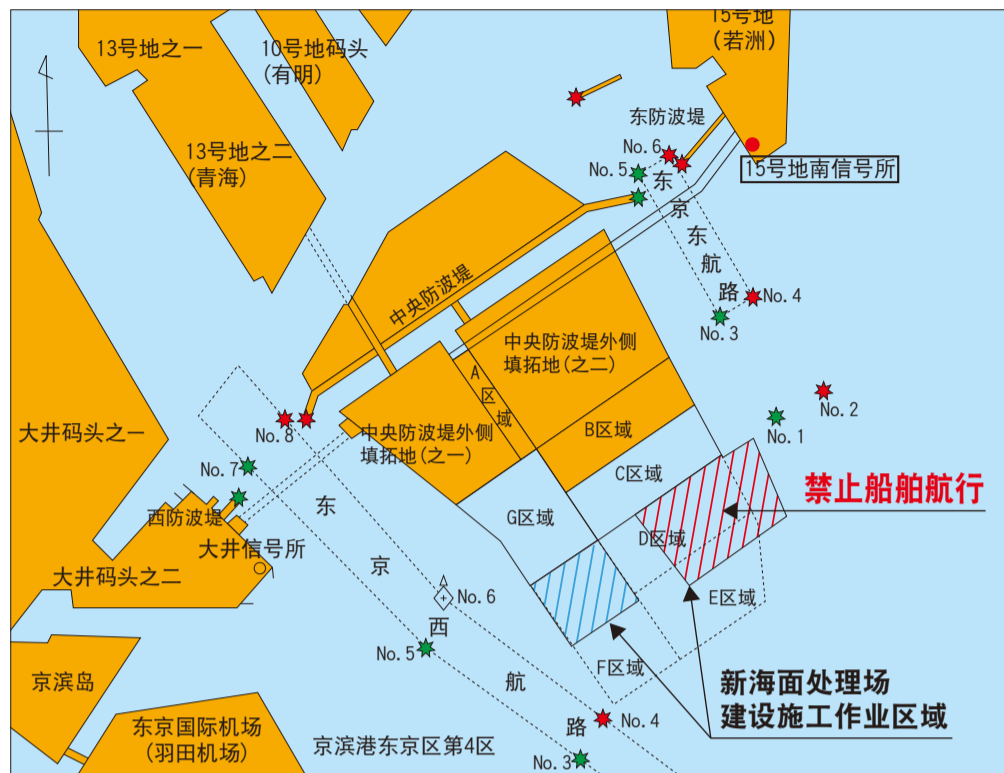 15号地
(若洲)
13号地之一
10号地码头
(有明)
东防波堤
No.6
No.5
15号地南信号所
13号地之二
(青海)
东京东航路
No.4
No.3
中央防波堤
中央防波堤外侧
填拓地(之二)
A区域
No.2
No.1
B区域
大井码头之一
No.8
中央防波堤外侧
填拓地(之一)
C区域
No.7
禁止船舶航行
西防波堤
G区域
D区域
大井信号所
大井码头之二
E区域
No.6
东京西航路
No.5
F区域
京滨岛
新海面处理场
建设施工作业区域
东京国际机场
(羽田机场)
No.4
京滨港东京区第4区
No.3